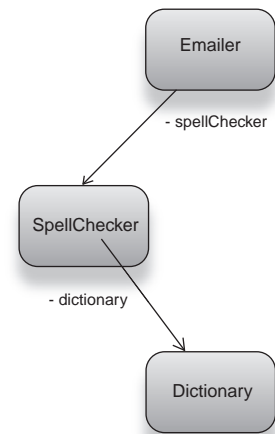 Emailer
- spellChecker
SpellChecker
- dictionary
Dictionary